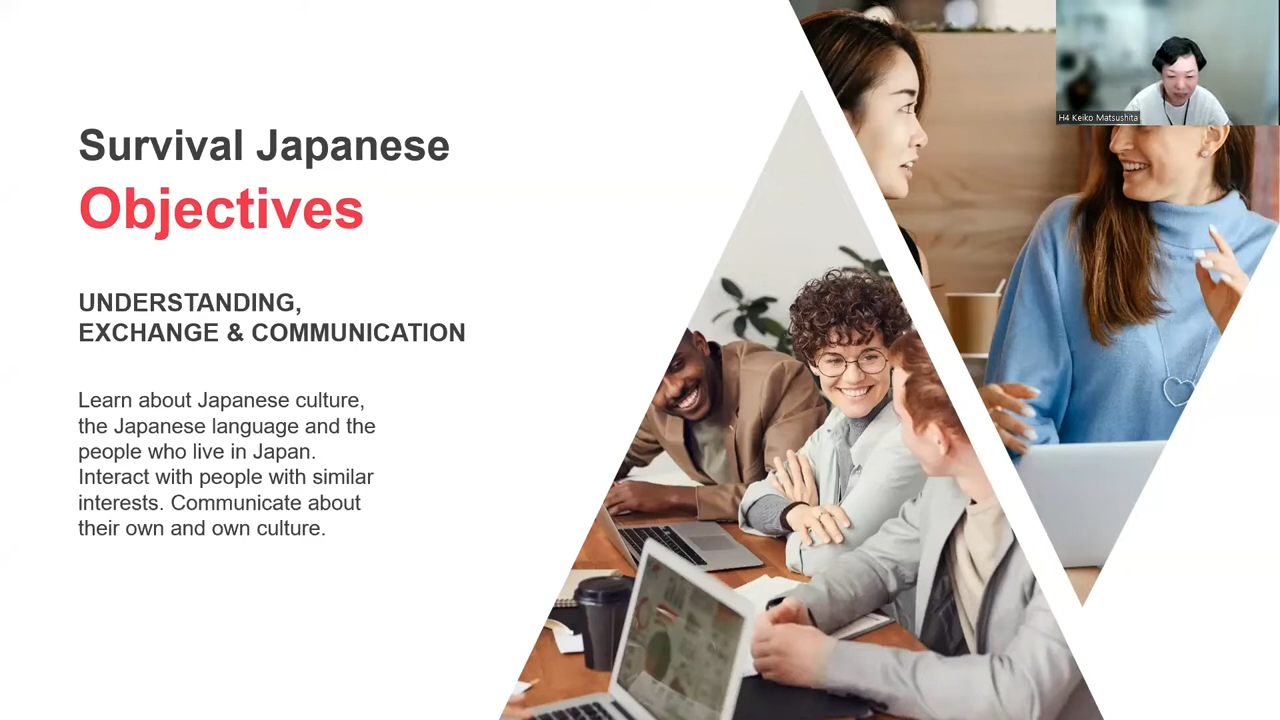 Survival Japanese
Objectives
UNDERSTANDING,
EXCHANGE & COMMUNICATION
Learn about Japanese culture,
the Japanese language and the
people who live in Japan.
Interact with people with similar
interests. Communicate about
their own and own culture.
H4 Keiko Matsushita